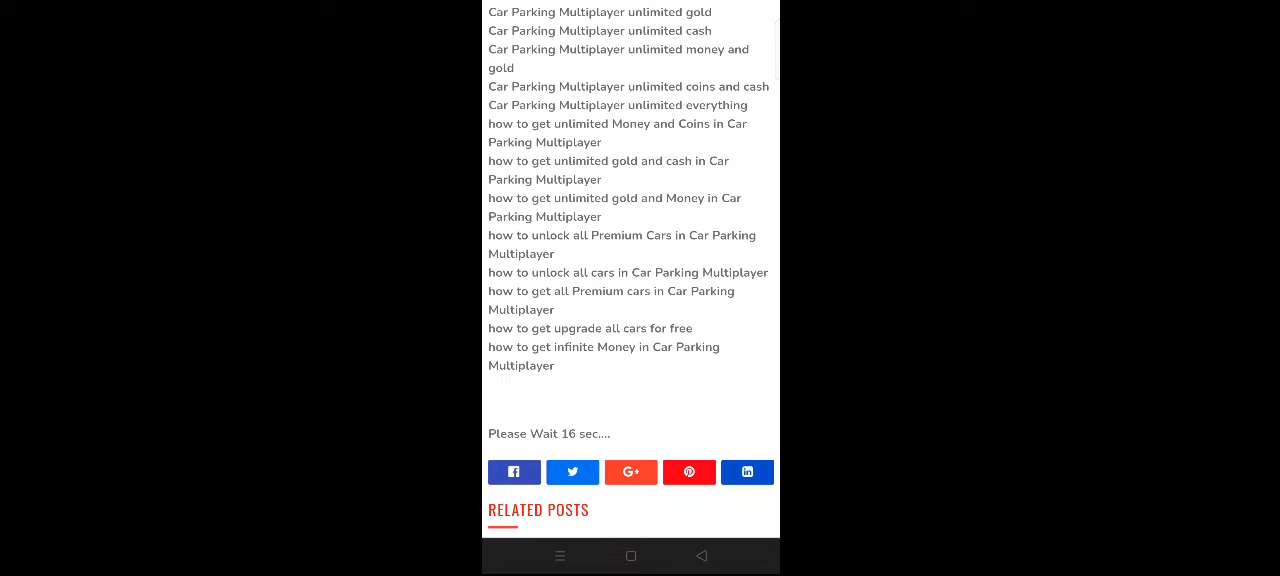 Car Parking Multiplayer unlimited gold
Car Parking Multiplayer unlimited cash
Car Parking Multiplayer unlimited money and
gold
Car Parking Multiplayer unlimited coins and cash
Car Parking Multiplayer unlimited everything
how to get unlimited Money and Coins in Car
Parking Multiplayer
how to get unlimited gold and cash in Car
Parking Multiplayer
how to get unlimited gold and Money in Car
Parking Multiplayer
how to unlock all Premium Cars in Car Parking
Multiplayer
how to unlock all cars in Car Parking Multiplayer
how to get all Premium cars in Car Parking
Multiplayer
how to get upgrade all cars for free
how to get infinite Money in Car Parking
Multiplayer
Please Wait 16 sec....
RELATED POSTS